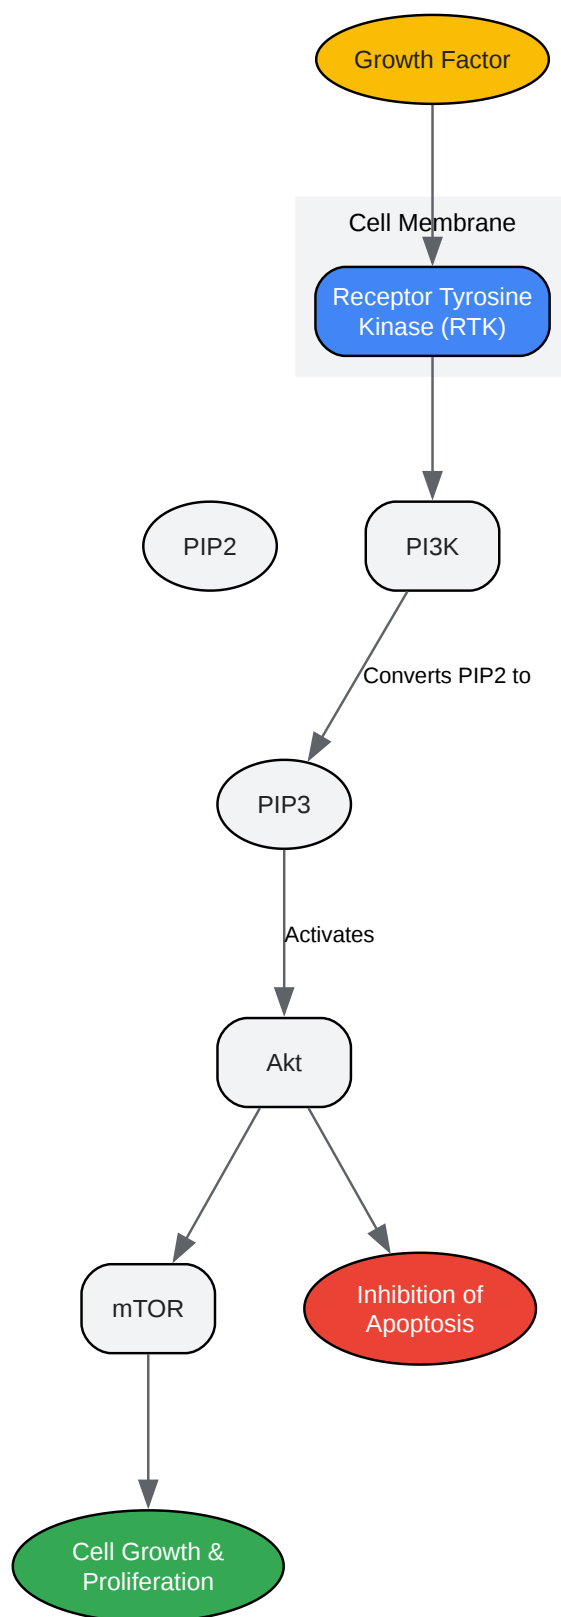 Growth Factor
Cell Membrane
Receptor Tyrosine
Kinase (RTK)
PIP2
PI3K
Converts PIP2 to
PIP3
Activates
Akt
mTOR
Inhibition of
Apoptosis
Cell Growth &
Proliferation